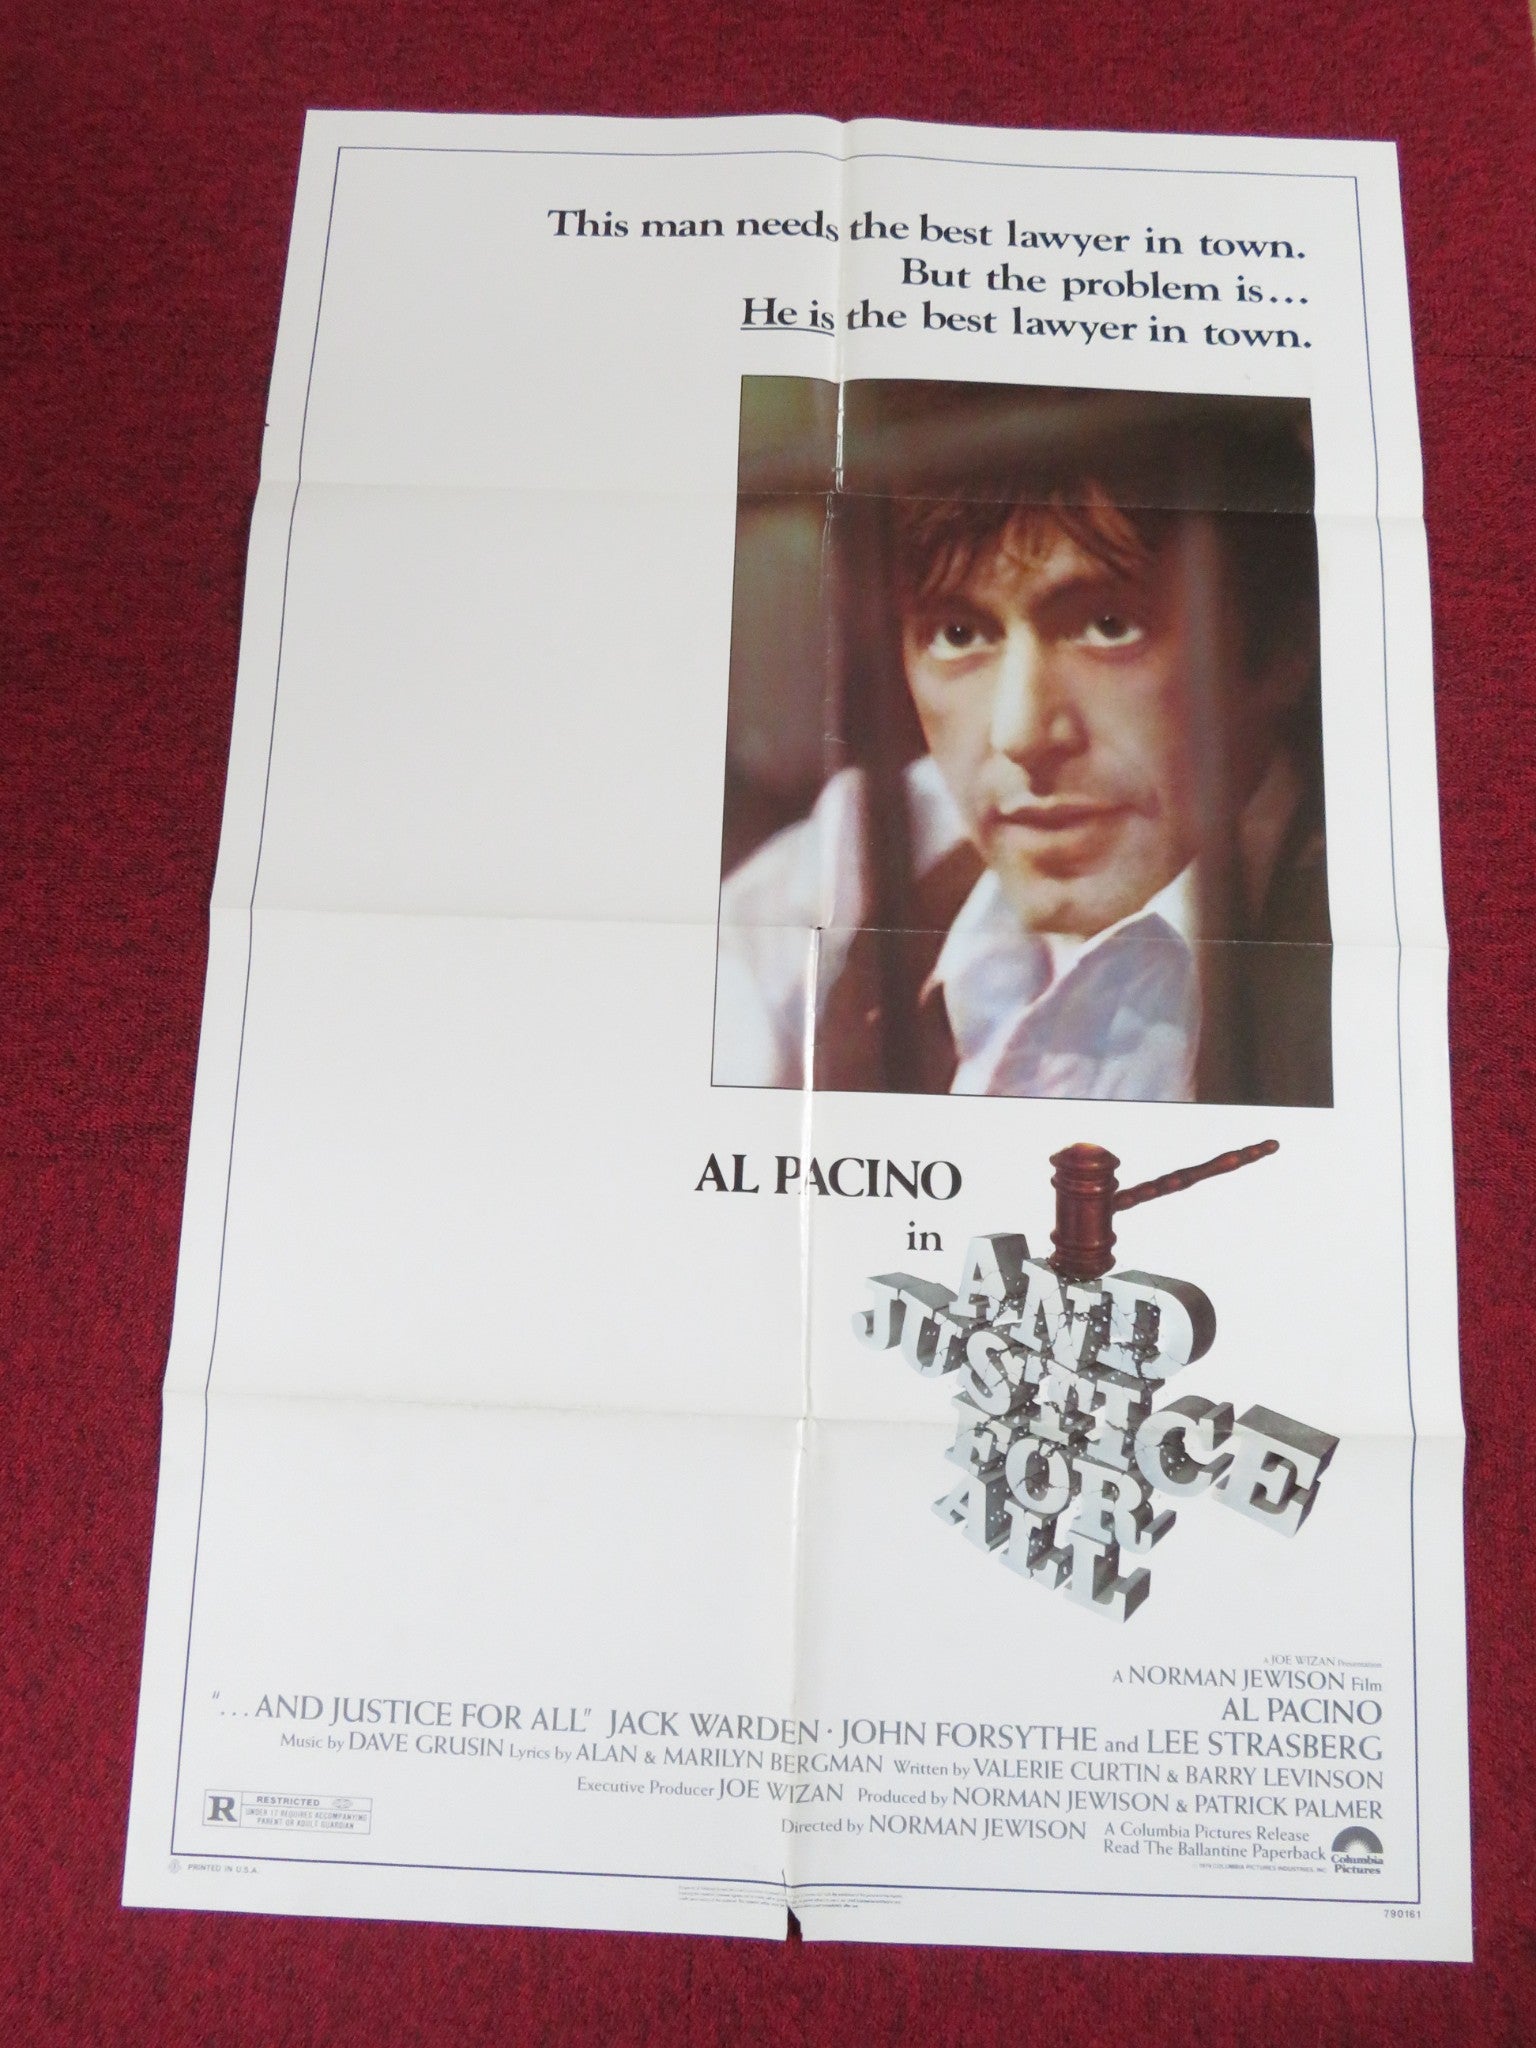 This man needs the best lawyer in town.
But the problem is...
He is the best lawyer in town.
AL PACINO
in
AND
JUSTICE
FOR
ALL
A JOE WIZAN Presentation
A NORMAN JEWISON Film
AL PACINO
"...AND JUSTICE FOR ALL" JACK WARDEN · JOHN FORSYTHE and LEE STRASBERG
Music by DAVE GRUSIN Lyrics by ALAN & MARILYN BERGMAN Written by VALERIE CURTIN & BARRY LEVINSON
Executive Producer JOE WIZAN Produced by NORMAN JEWISON & PATRICK PALMER
Directed by NORMAN JEWISON
A Columbia Pictures Release
Read The Ballantine Paperback
© 1979 COLUMBIA PICTURES INDUSTRIES, INC.
Columbia
Pictures
R
RESTRICTED
UNDER 17 REQUIRES ACCOMPANYING
PARENT OR ADULT GUARDIAN
PRINTED IN U.S.A.
790161